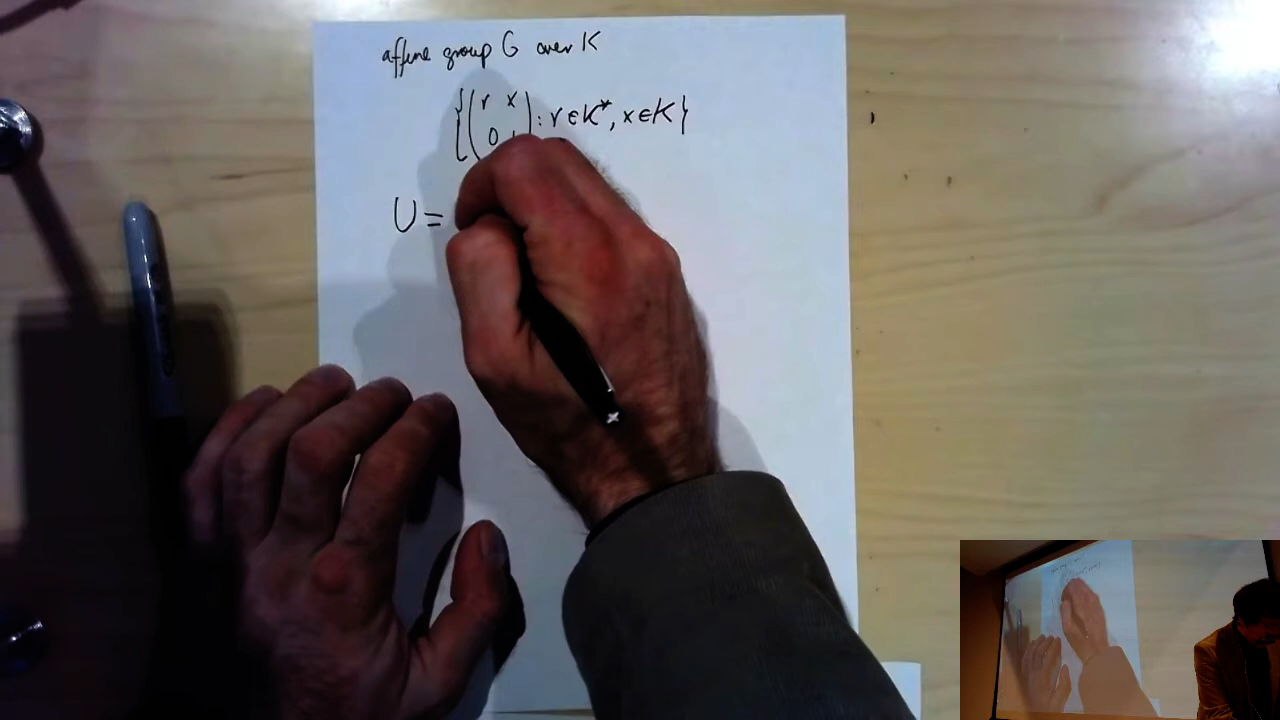 affine group G over K
{( r x
0 1 ) : r ∈ K*, x ∈ K}
U =